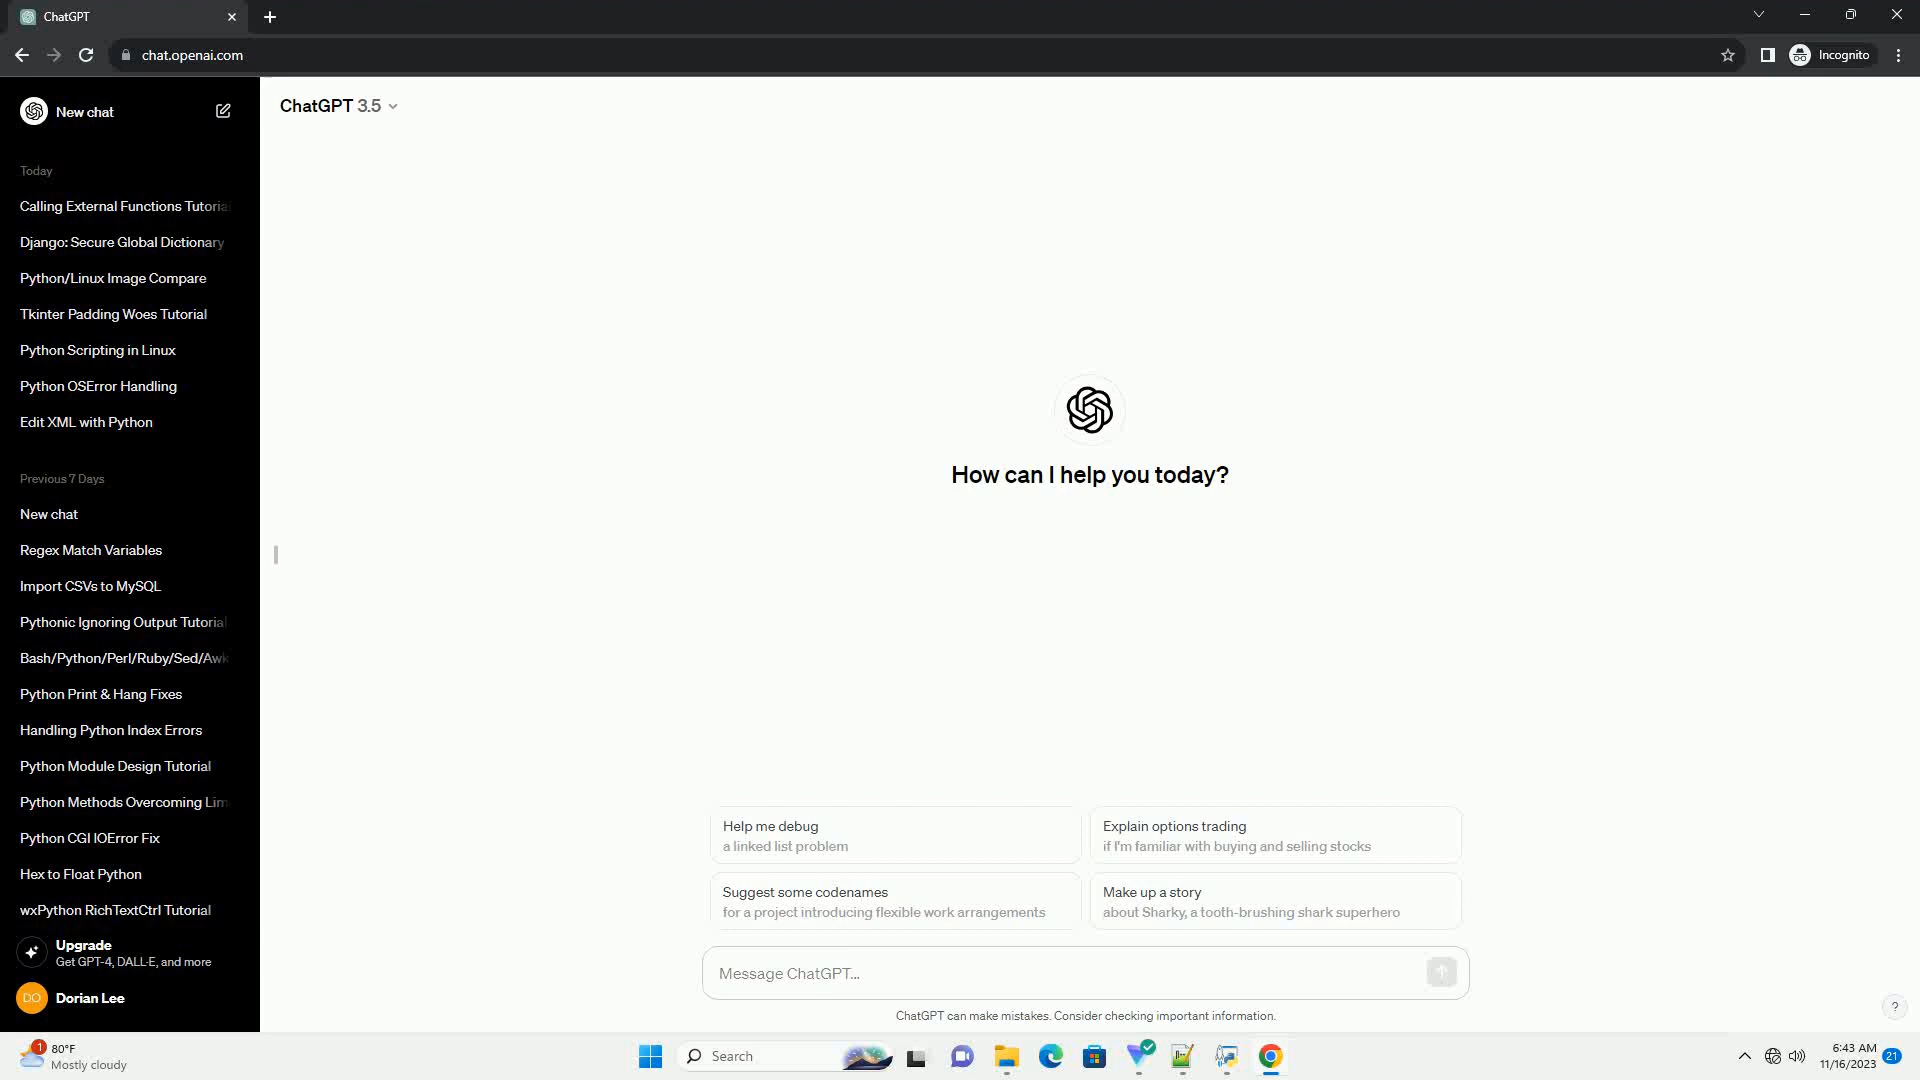 ChatGPT
chat.openai.com
Incognito
New chat
ChatGPT 3.5
Today
Calling External Functions Tutorial
Django: Secure Global Dictionary
Python/Linux Image Compare
Tkinter Padding Woes Tutorial
Python Scripting in Linux
Python OSError Handling
Edit XML with Python
Previous 7 Days
New chat
Regex Match Variables
Import CSVs to MySQL
Pythonic Ignoring Output Tutorial
Bash/Python/Perl/Ruby/Sed/Awk
Python Print & Hang Fixes
Handling Python Index Errors
Python Module Design Tutorial
Python Methods Overcoming Lim
Python CGI IOError Fix
Hex to Float Python
wxPython RichTextCtrl Tutorial
Upgrade
Get GPT-4, DALL·E, and more
DO
Dorian Lee
How can I help you today?
Help me debug
a linked list problem
Explain options trading
if I'm familiar with buying and selling stocks
Suggest some codenames
for a project introducing flexible work arrangements
Make up a story
about Sharky, a tooth-brushing shark superhero
Message ChatGPT...
ChatGPT can make mistakes. Consider checking important information.
?
1
80°F
Mostly cloudy
Search
6:43 AM
11/16/2023
21